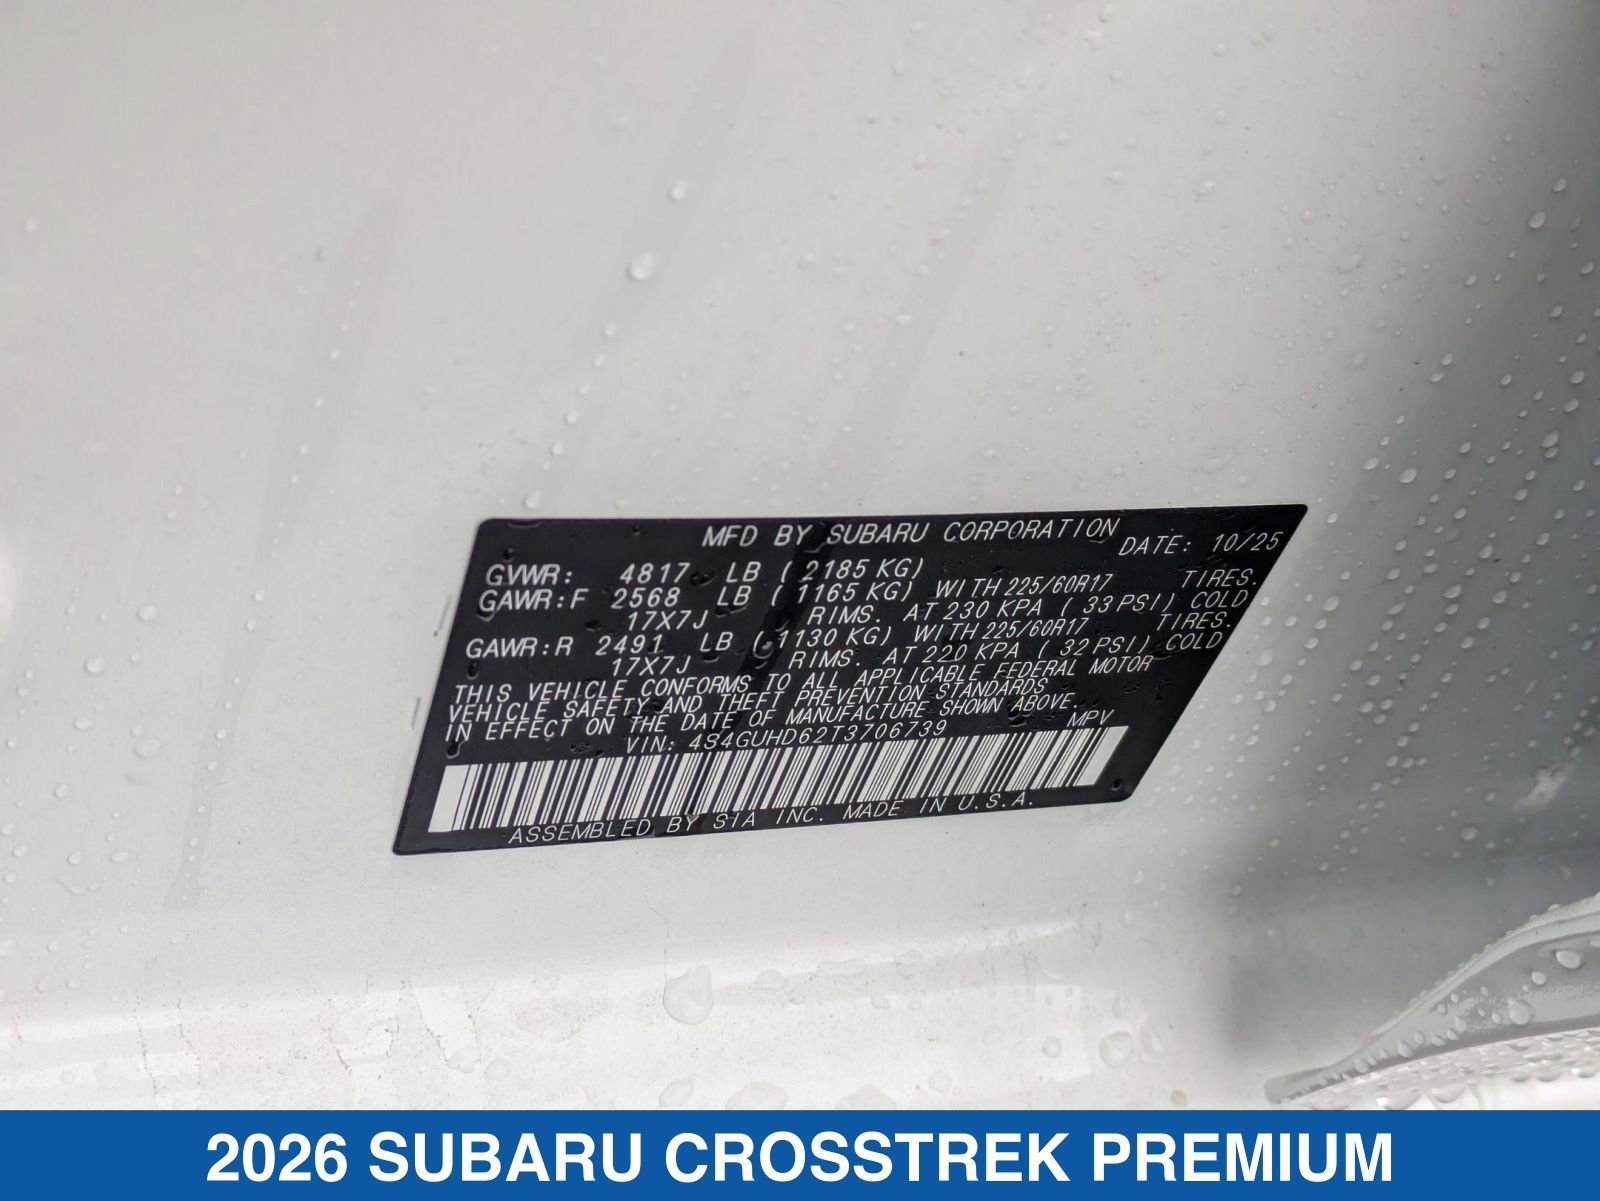 MFD BY SUBARU CORPORATION DATE: 10/25
GVWR: 4817 LB ( 2185 KG)
GAWR:F 2568 LB ( 1165 KG) WITH 225/60R17 TIRES.
17X7J RIMS. AT 230 KPA ( 33 PSI) COLD
GAWR:R 2491 LB ( 1130 KG) WITH 225/60R17 TIRES.
17X7J RIMS. AT 220 KPA ( 32 PSI) COLD
THIS VEHICLE CONFORMS TO ALL APPLICABLE FEDERAL MOTOR
VEHICLE SAFETY AND THEFT PREVENTION STANDARDS
IN EFFECT ON THE DATE OF MANUFACTURE SHOWN ABOVE.
VIN: 4S4GUHD62T3706739 MPV
ASSEMBLED BY SIA INC. MADE IN U.S.A.
2026 SUBARU CROSSTREK PREMIUM